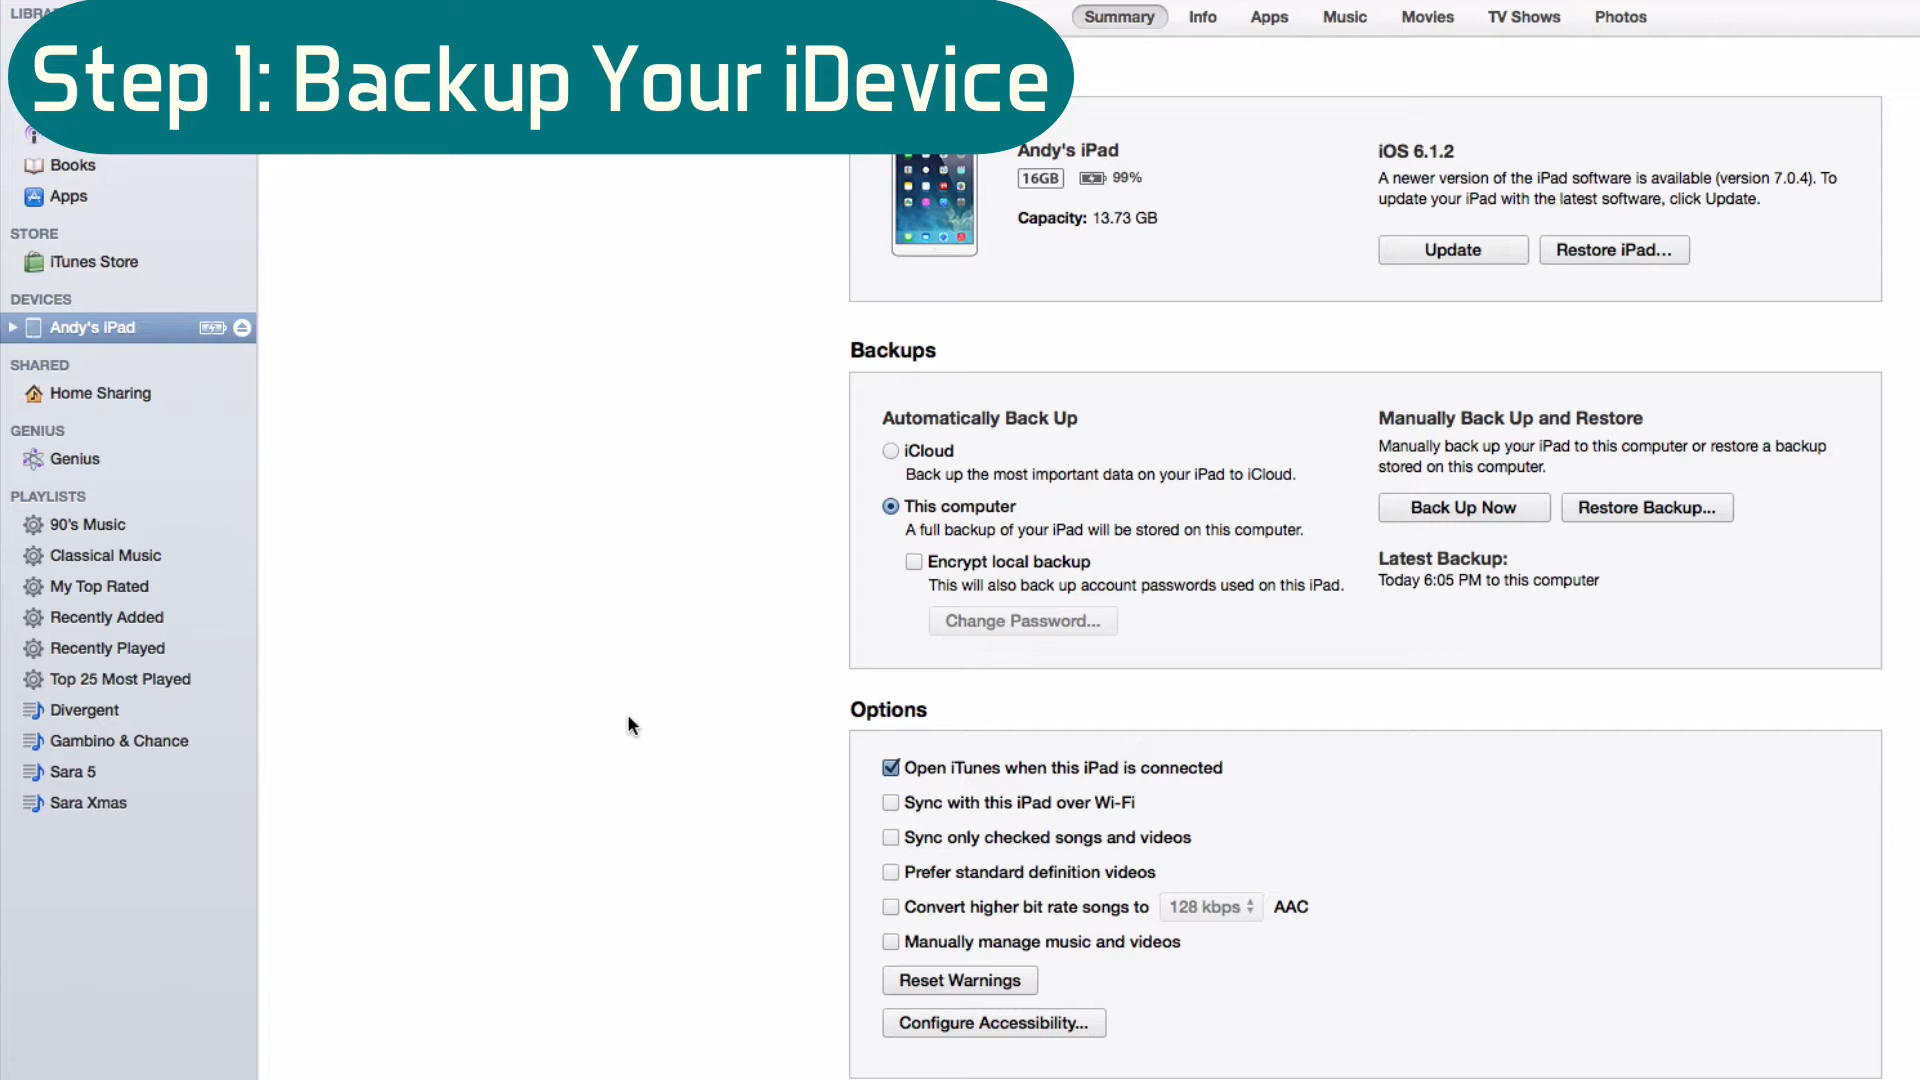 LIBRA
Step 1: Backup Your iDevice
Summary
Info
Apps
Music
Movies
TV Shows
Photos
Books
Apps
STORE
iTunes Store
DEVICES
Andy's iPad
SHARED
Home Sharing
GENIUS
Genius
PLAYLISTS
90's Music
Classical Music
My Top Rated
Recently Added
Recently Played
Top 25 Most Played
Divergent
Gambino & Chance
Sara 5
Sara Xmas
Andy's iPad
16GB 99%
Capacity: 13.73 GB
iOS 6.1.2
A newer version of the iPad software is available (version 7.0.4). To
update your iPad with the latest software, click Update.
Update
Restore iPad...
Backups
Automatically Back Up
iCloud
Back up the most important data on your iPad to iCloud.
This computer
A full backup of your iPad will be stored on this computer.
Encrypt local backup
This will also back up account passwords used on this iPad.
Change Password...
Manually Back Up and Restore
Manually back up your iPad to this computer or restore a backup
stored on this computer.
Back Up Now
Restore Backup...
Latest Backup:
Today 6:05 PM to this computer
Options
Open iTunes when this iPad is connected
Sync with this iPad over Wi-Fi
Sync only checked songs and videos
Prefer standard definition videos
Convert higher bit rate songs to 128 kbps AAC
Manually manage music and videos
Reset Warnings
Configure Accessibility...